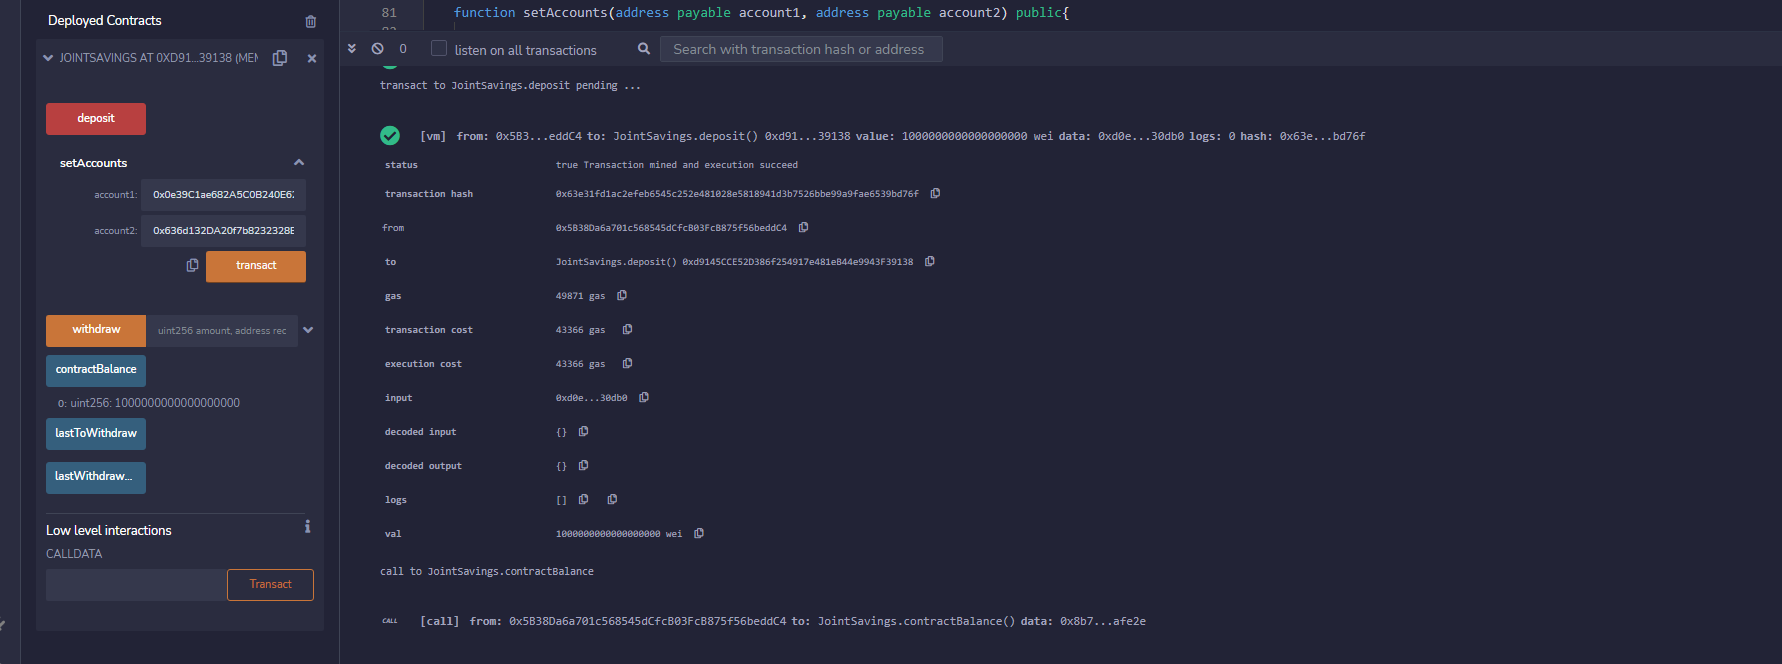 Deployed Contracts
JOINTSAVINGS AT 0XD91...39138 (MEM
deposit
setAccounts
account1: 0x0e39C1ae682A5C0B240E6
account2: 0x636d132DA20f7b8232328E
transact
withdraw uint256 amount, address rec
contractBalance
0: uint256: 1000000000000000000
lastToWithdraw
lastWithdraw...
Low level interactions
CALLDATA
Transact
81 function setAccounts(address payable account1, address payable account2) public{
0 listen on all transactions Search with transaction hash or address
transact to JointSavings.deposit pending ...
[vm] from: 0x5B3...eddC4 to: JointSavings.deposit() 0xd91...39138 value: 1000000000000000000 wei data: 0xd0e...30db0 logs: 0 hash: 0x63e...bd76f
status true Transaction mined and execution succeed
transaction hash 0x63e31fd1ac2efeb6545c252e481028e5818941d3b7526bbe99a9fae6539bd76f
from 0x5B38Da6a701c568545dCfcB03FcB875f56beddC4
to JointSavings.deposit() 0xd9145CCE52D386f254917e481eB44e9943F39138
gas 49871 gas
transaction cost 43366 gas
execution cost 43366 gas
input 0xd0e...30db0
decoded input {}
decoded output {}
logs []
val 1000000000000000000 wei
call to JointSavings.contractBalance
CALL [call] from: 0x5B38Da6a701c568545dCfcB03FcB875f56beddC4 to: JointSavings.contractBalance() data: 0x8b7...afe2e